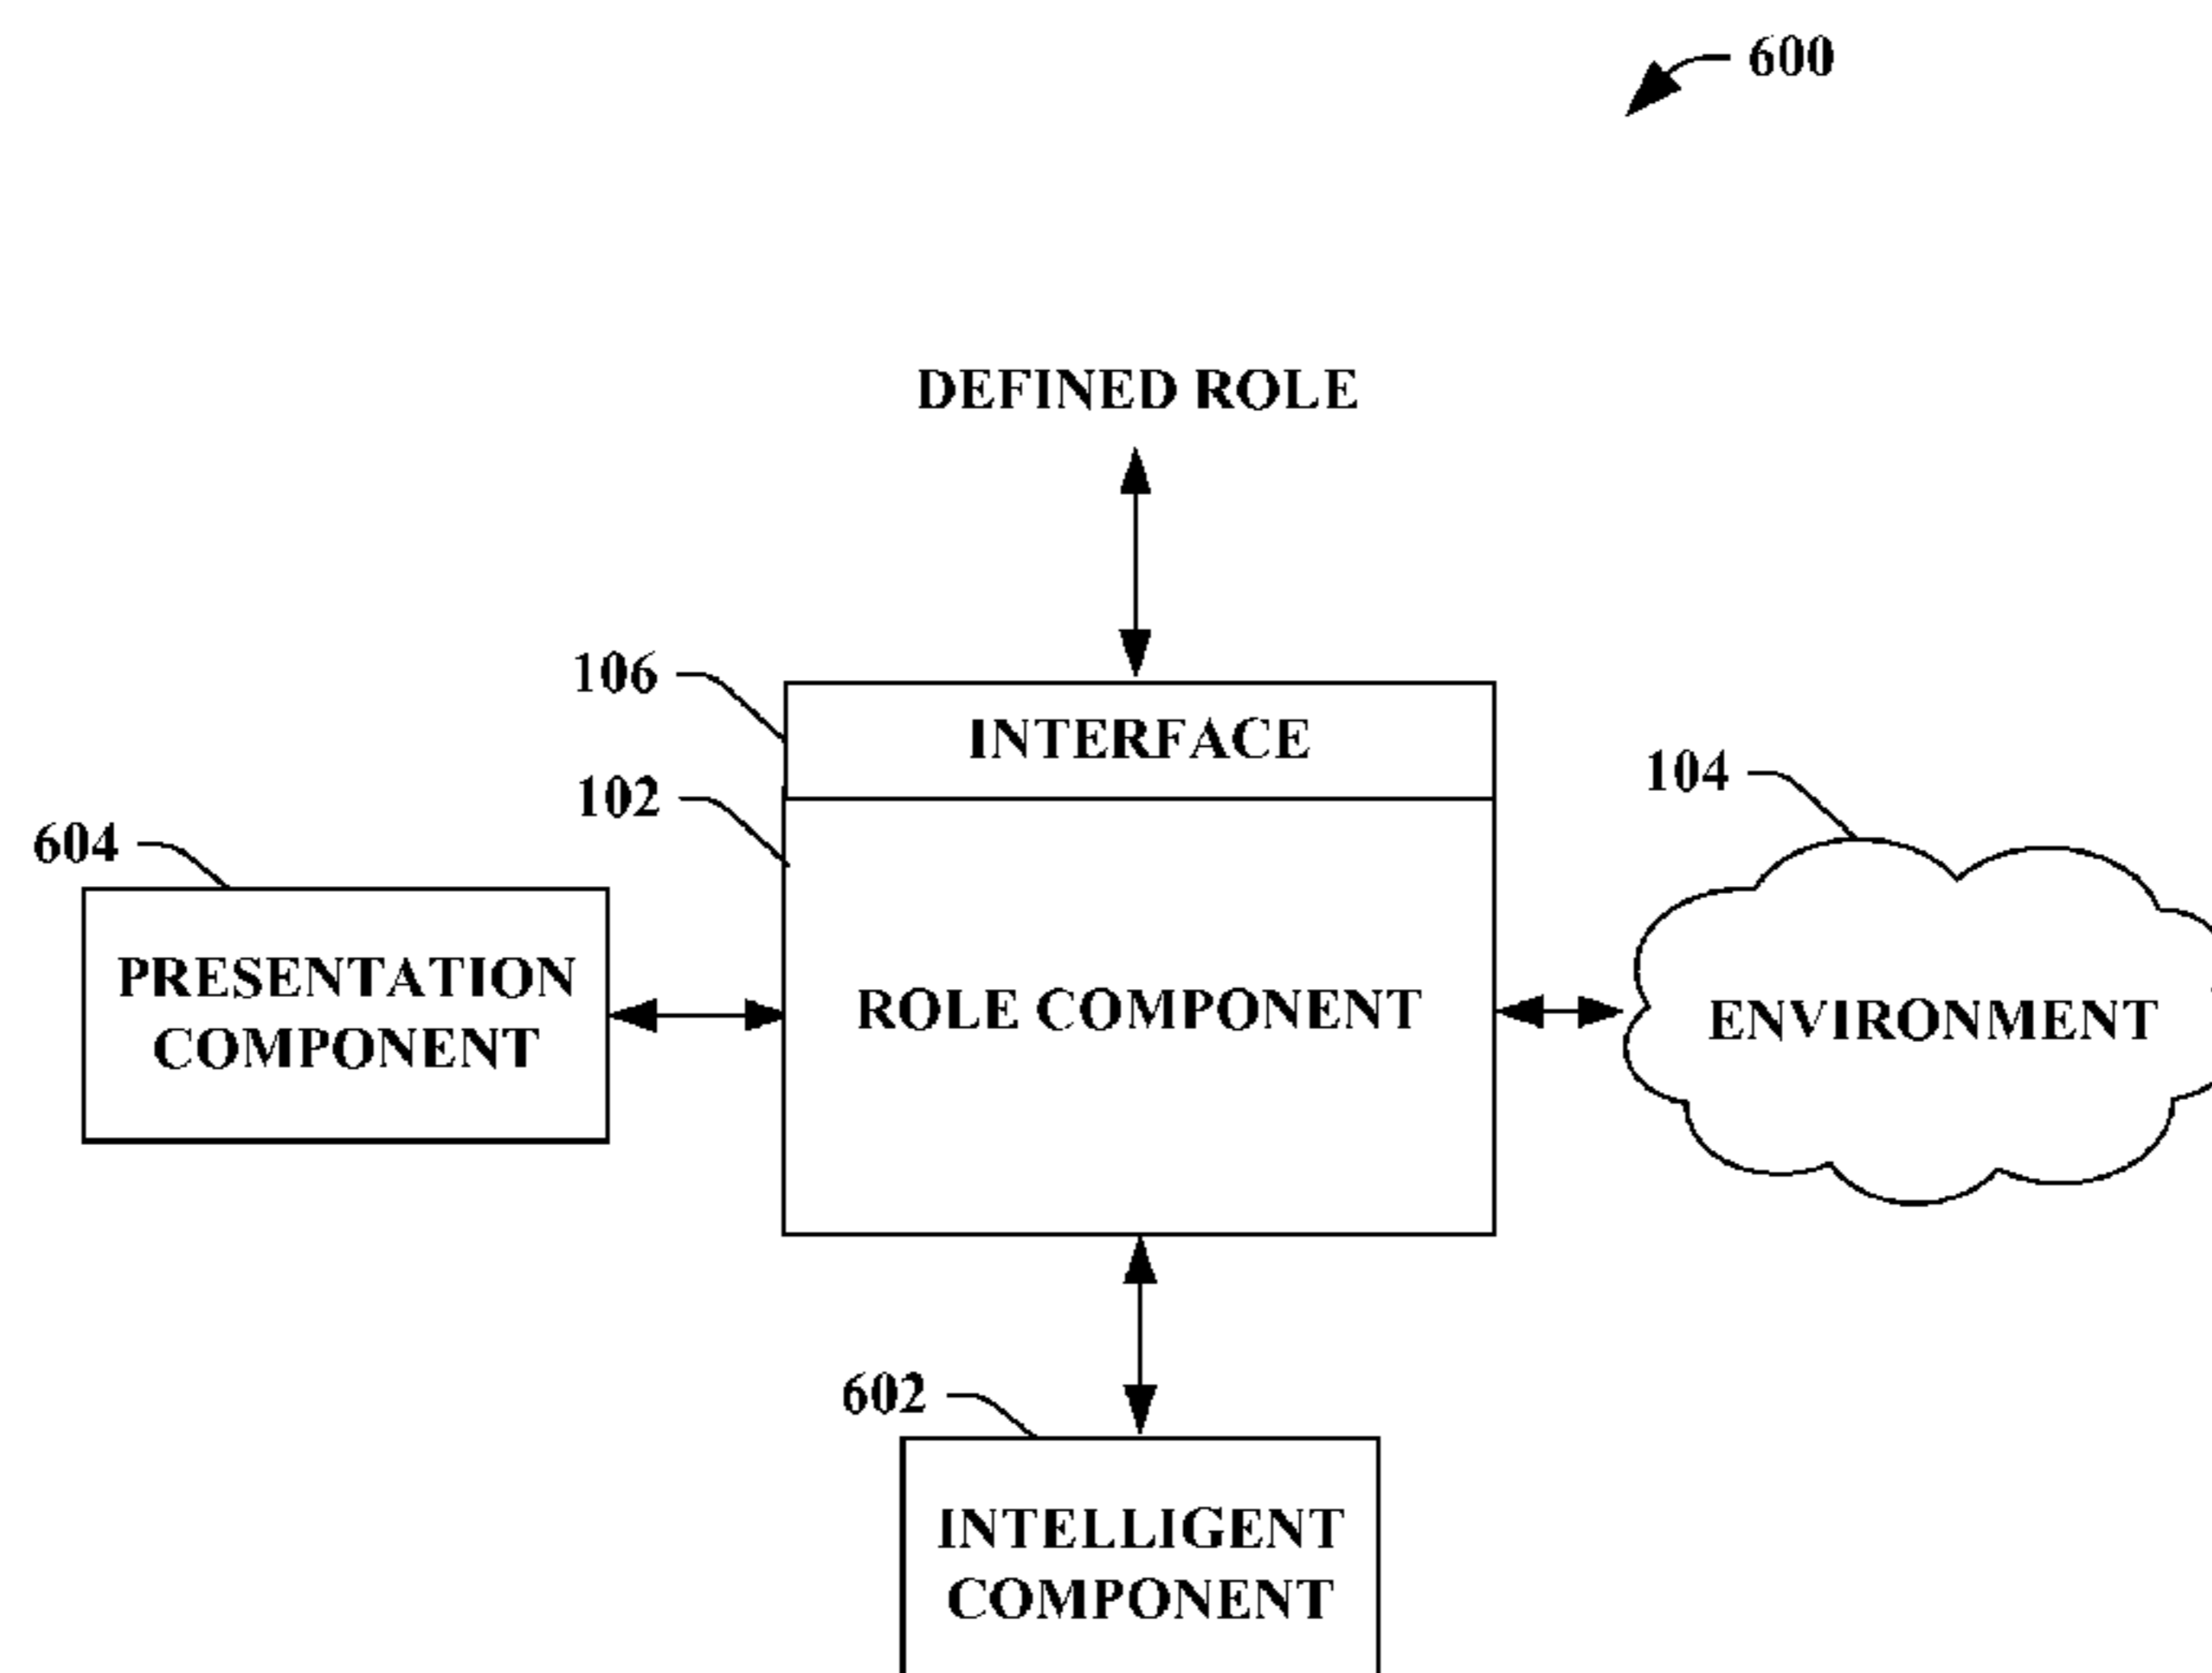 600
DEFINED ROLE
106
INTERFACE
102
104
604
PRESENTATION
COMPONENT
ROLE COMPONENT
ENVIRONMENT
602
INTELLIGENT
COMPONENT